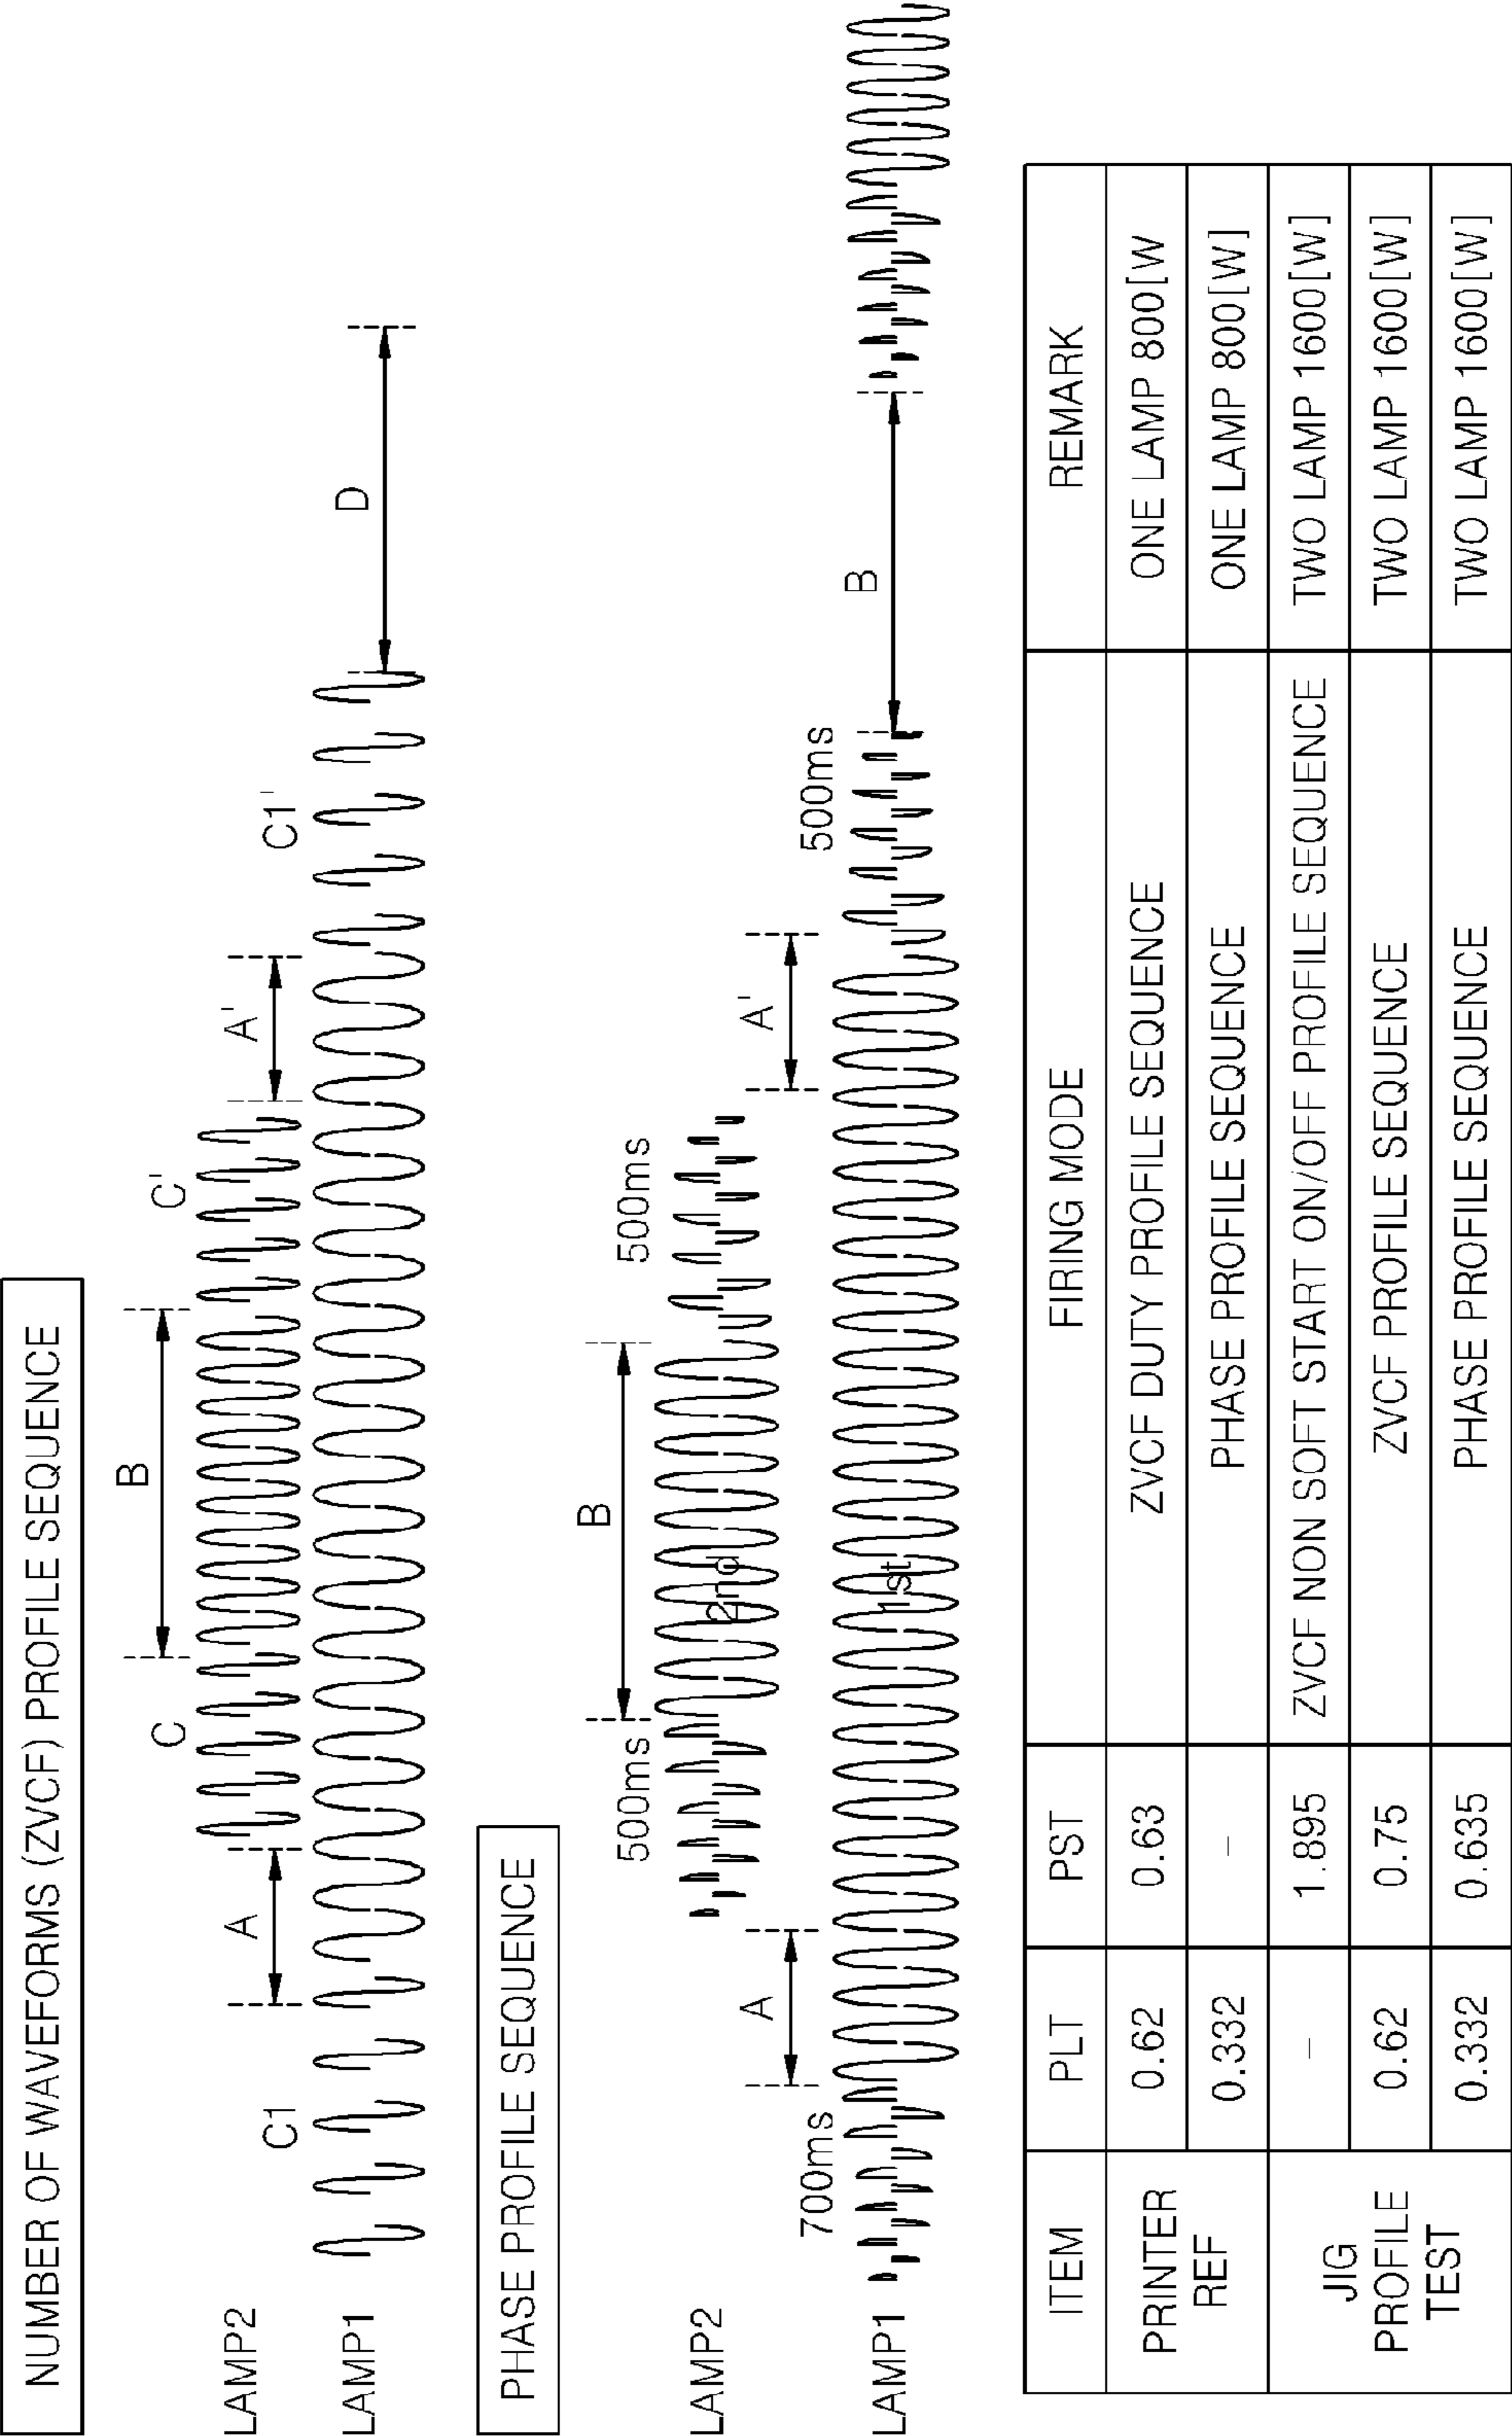 NUMBER OF WAVEFORMS (ZVCF) PROFILE SEQUENCE
B
C C'
LAMP2
A A'
C1 C1'
D
LAMP1
PHASE PROFILE SEQUENCE
B
500ms 500ms
LAMP2
2nd
A A'
700ms 500ms
B
LAMP1
1st
ITEM PLT PST FIRING MODE REMARK
PRINTER REF 0.62 0.63 ZVCF DUTY PROFILE SEQUENCE ONE LAMP 800[W
0.332 – PHASE PROFILE SEQUENCE ONE LAMP 800[W]
JIG PROFILE TEST – 1.895 ZVCF NON SOFT START ON/OFF PROFILE SEQUENCE TWO LAMP 1600[W]
0.62 0.75 ZVCF PROFILE SEQUENCE TWO LAMP 1600[W]
0.332 0.635 PHASE PROFILE SEQUENCE TWO LAMP 1600[W]